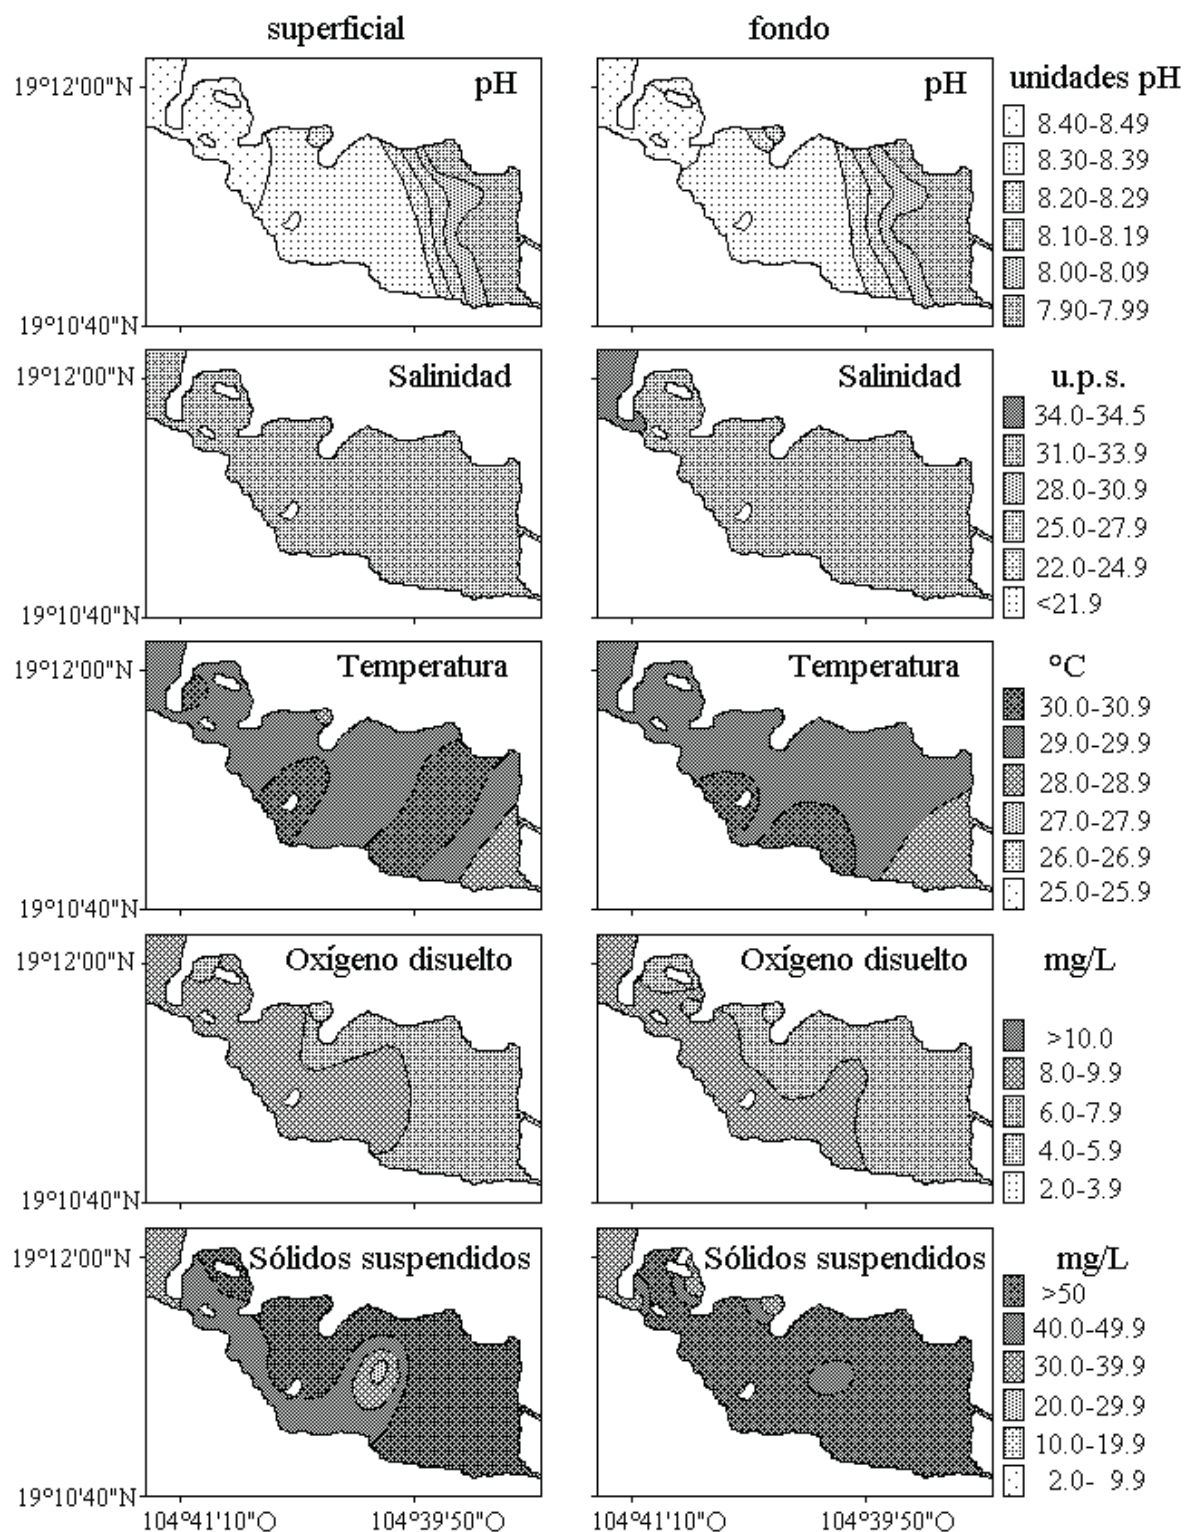 superficial fondo
19°12'00"N pH pH unidades pH
8.40-8.49
8.30-8.39
8.20-8.29
8.10-8.19
8.00-8.09
7.90-7.99
19°10'40"N
19°12'00"N Salinidad Salinidad u.p.s.
34.0-34.5
31.0-33.9
28.0-30.9
25.0-27.9
22.0-24.9
<21.9
19°10'40"N
19°12'00"N Temperatura Temperatura °C
30.0-30.9
29.0-29.9
28.0-28.9
27.0-27.9
26.0-26.9
25.0-25.9
19°10'40"N
19°12'00"N Oxígeno disuelto Oxígeno disuelto mg/L
>10.0
8.0-9.9
6.0-7.9
4.0-5.9
2.0-3.9
19°10'40"N
19°12'00"N Sólidos suspendidos Sólidos suspendidos mg/L
>50
40.0-49.9
30.0-39.9
20.0-29.9
10.0-19.9
2.0- 9.9
19°10'40"N
104°41'10"O 104°39'50"O 104°41'10"O 104°39'50"O